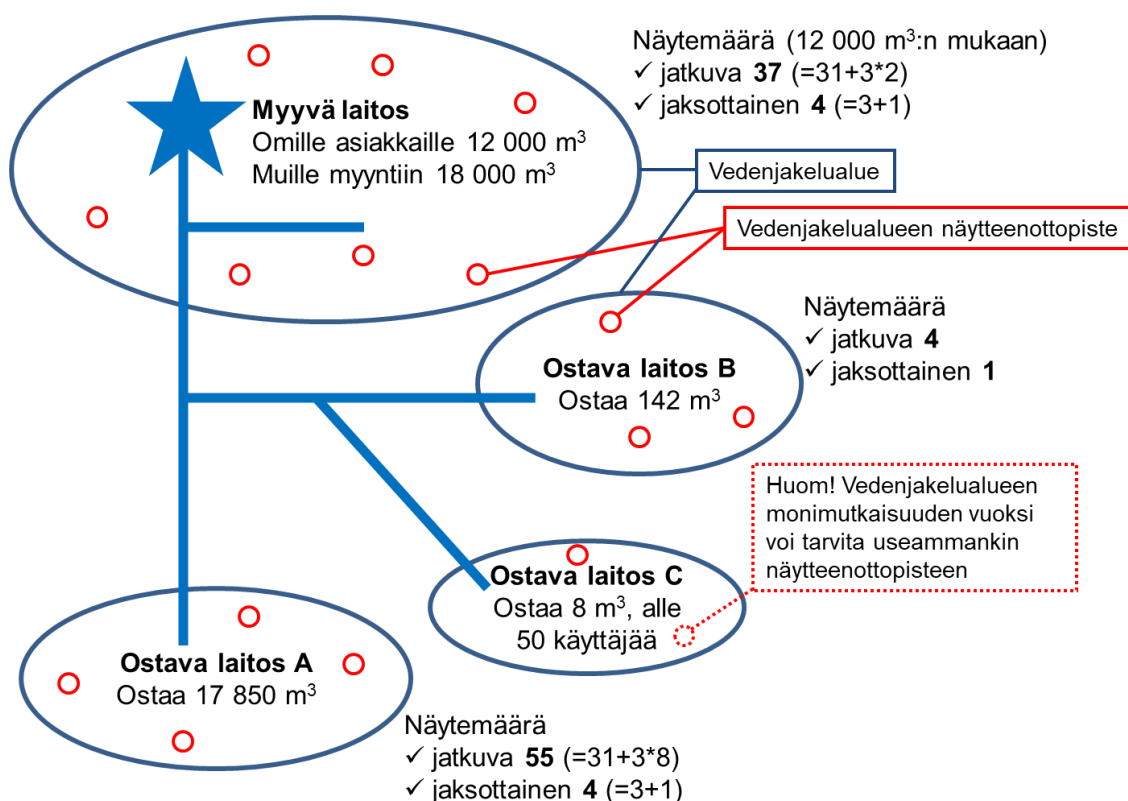 Näytemäärä (12 000 m³:n mukaan)
✓ jatkuva 37 (=31+3*2)
✓ jaksottainen 4 (=3+1)
Myyvä laitos
Omille asiakkaille 12 000 m³
Muille myyntiin 18 000 m³
Vedenjakelualue
Vedenjakelualueen näytteenottopiste
Näytemäärä
✓ jatkuva 4
✓ jaksottainen 1
Ostava laitos B
Ostaa 142 m³
Huom! Vedenjakelualueen
monimutkaisuuden vuoksi
voi tarvita useammankin
näytteenottopisteen
Ostava laitos C
Ostaa 8 m³, alle
50 käyttäjää
Ostava laitos A
Ostaa 17 850 m³
Näytemäärä
✓ jatkuva 55 (=31+3*8)
✓ jaksottainen 4 (=3+1)